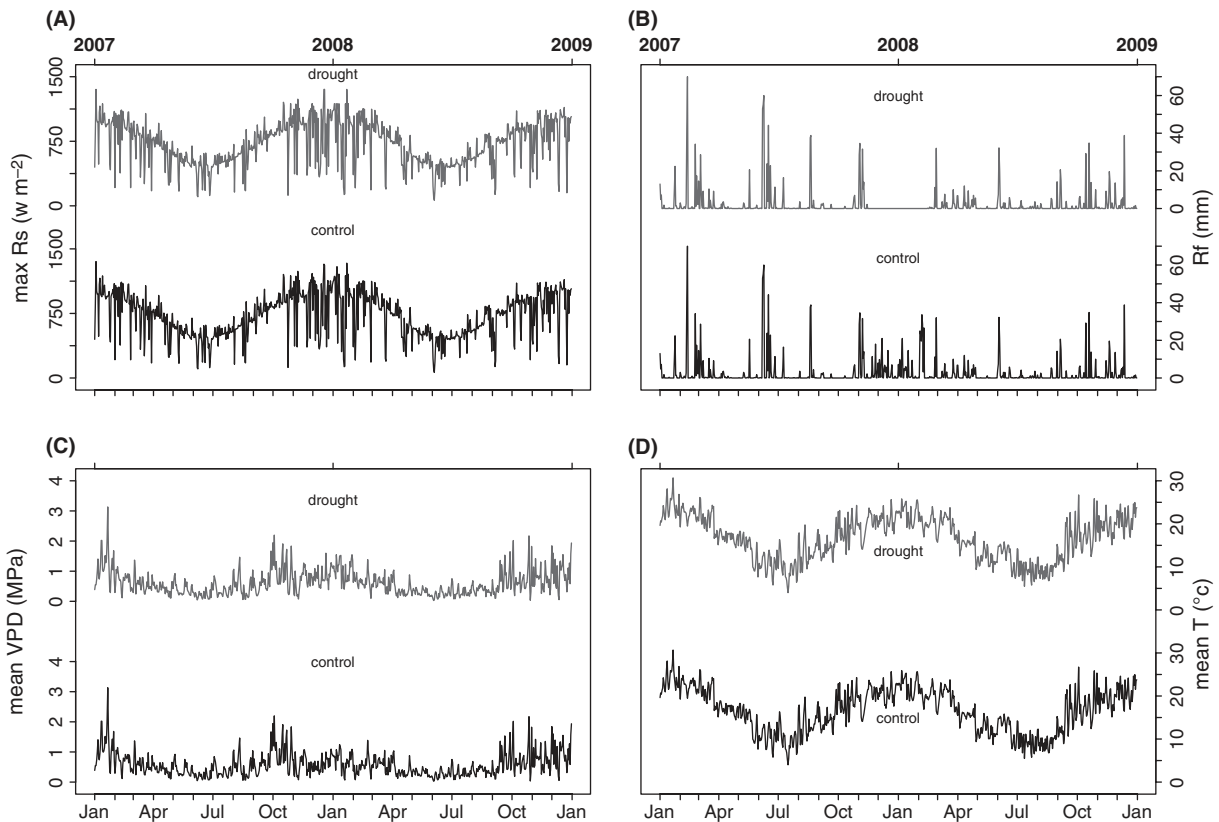 (A)
2007 2008 2009
drought
control
0 750 1500
0 750 1500
max Rs (w m−2)
(B)
2007 2008 2009
drought
control
0 20 40 60
0 20 40 60
Rf (mm)
(C)
drought
control
0 1 2 3 4
0 1 2 3 4
mean VPD (MPa)
Jan Apr Jul Oct Jan Apr Jul Oct Jan
(D)
drought
control
0 10 20 30
0 10 20 30
mean T (°c)
Jan Apr Jul Oct Jan Apr Jul Oct Jan